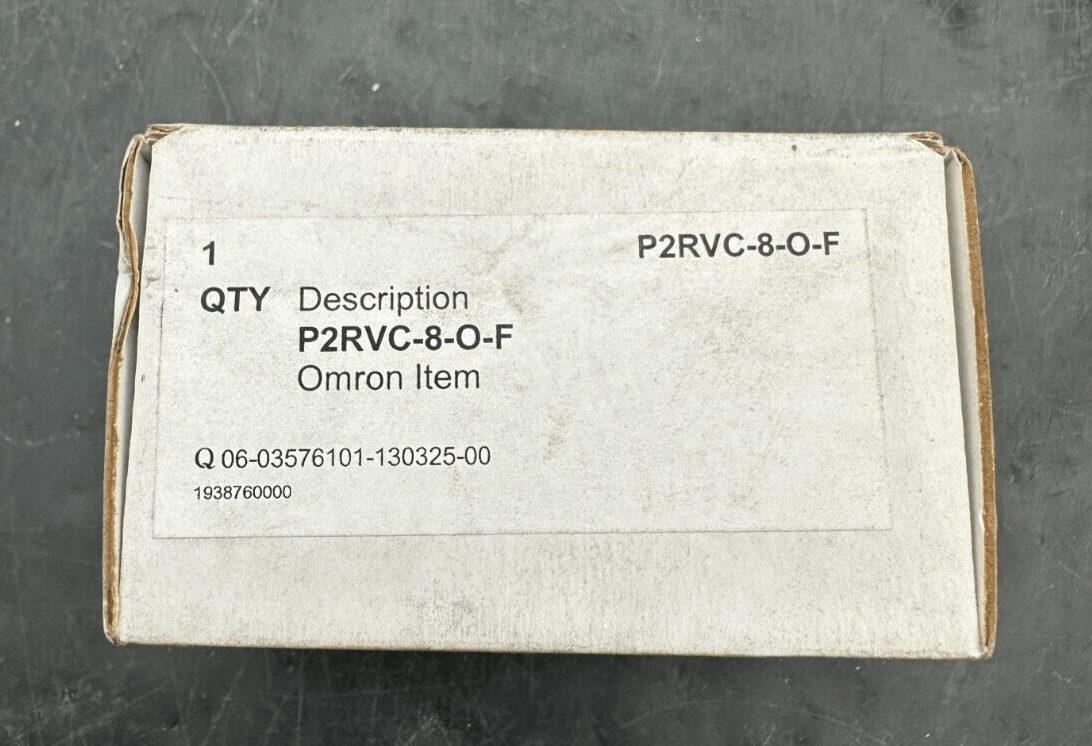 1 P2RVC-8-O-F
QTY Description
P2RVC-8-O-F
Omron Item
Q 06-03576101-130325-00
1938760000